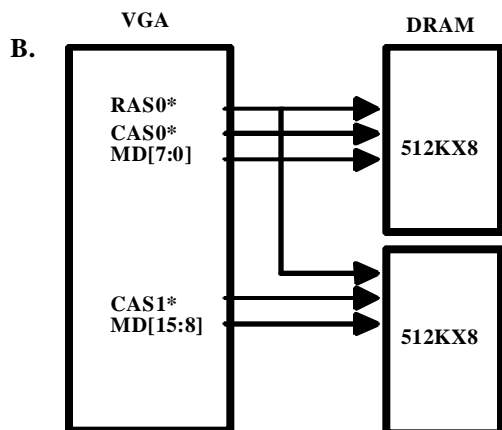 VGA
DRAM
B.
RAS0*
CAS0*
MD[7:0]
512KX8
CAS1*
MD[15:8]
512KX8